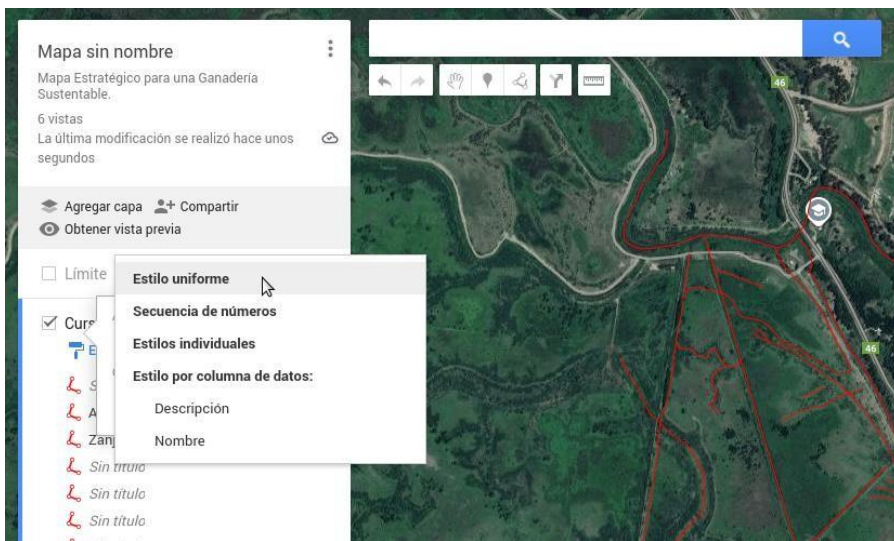 Mapa sin nombre
Mapa Estratégico para una Ganadería
Sustentable.
6 vistas
La última modificación se realizó hace unos
segundos
Agregar capa Compartir
Obtener vista previa
Límite
Estilo uniforme
Secuencia de números
Curs
Estilos individuales
E
Estilo por columna de datos:
S
Descripción
A
Nombre
Zanj
Sin título
Sin título
Sin título
46
46